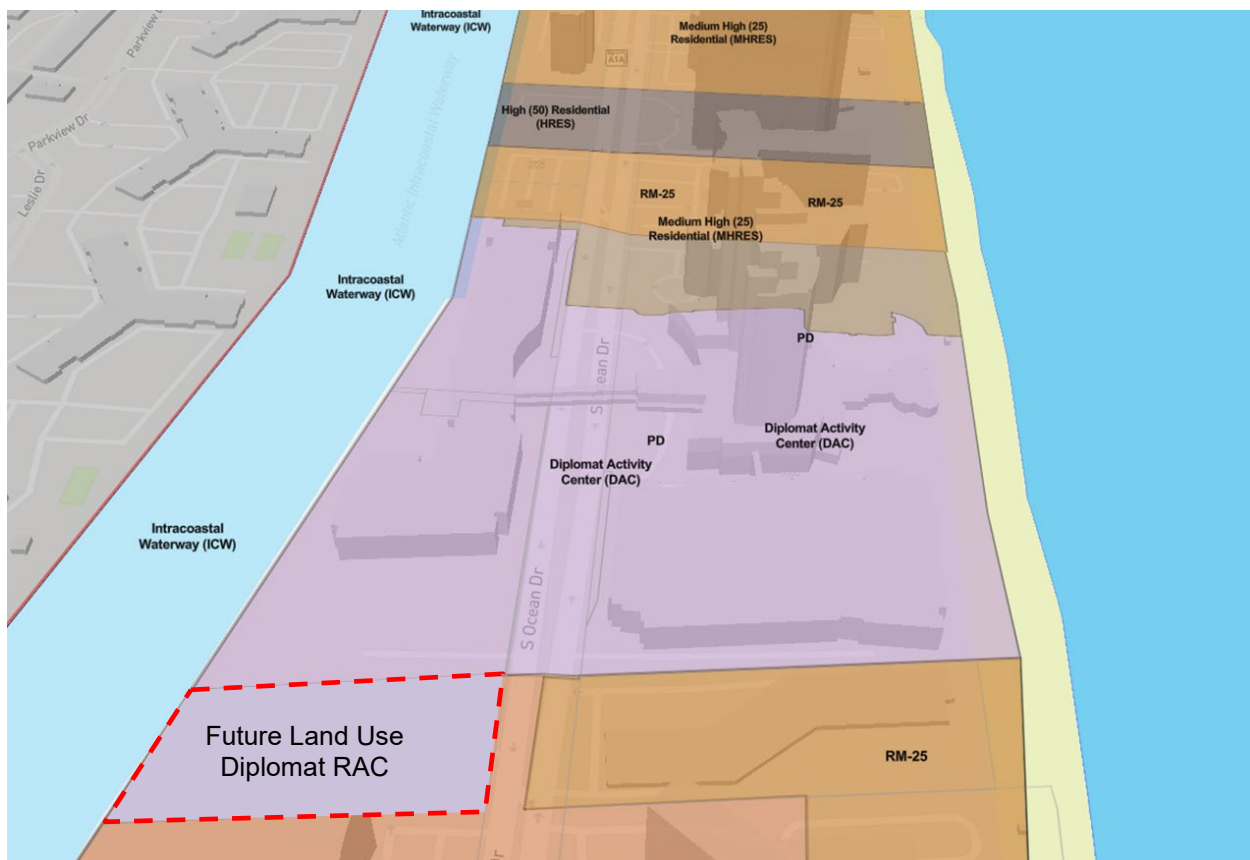 Intracoastal
Waterway (ICW)
Parkview Dr
Medium High (25)
Residential (MHRES)
A1A
High (50) Residential
(HRES)
Parkview Dr
Leslie Dr
Atlantic Intracoastal Waterway
RM-25
RM-25
Medium High (25)
Residential (MHRES)
Intracoastal
Waterway (ICW)
PD
S Ocean Dr
Diplomat Activity
Center (DAC)
PD
Diplomat Activity
Center (DAC)
Intracoastal
Waterway (ICW)
S Ocean Dr
Future Land Use
Diplomat RAC
RM-25